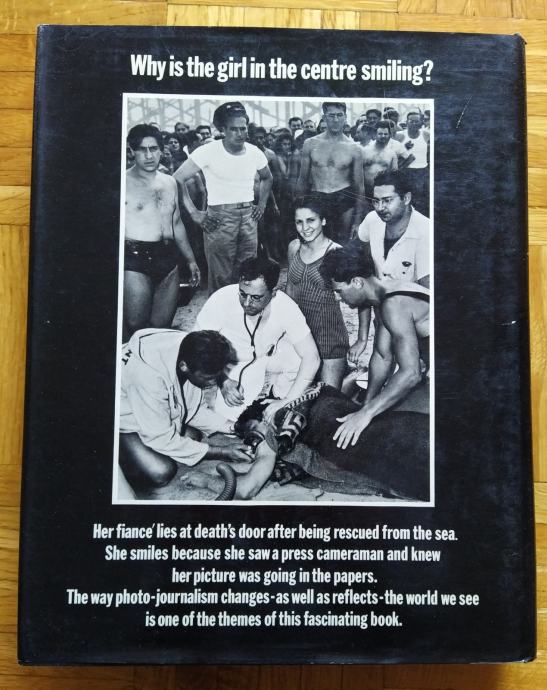 Why is the girl in the centre smiling?
Her fiance' lies at death's door after being rescued from the sea.
She smiles because she saw a press cameraman and knew
her picture was going in the papers.
The way photo-journalism changes-as well as reflects-the world we see
is one of the themes of this fascinating book.